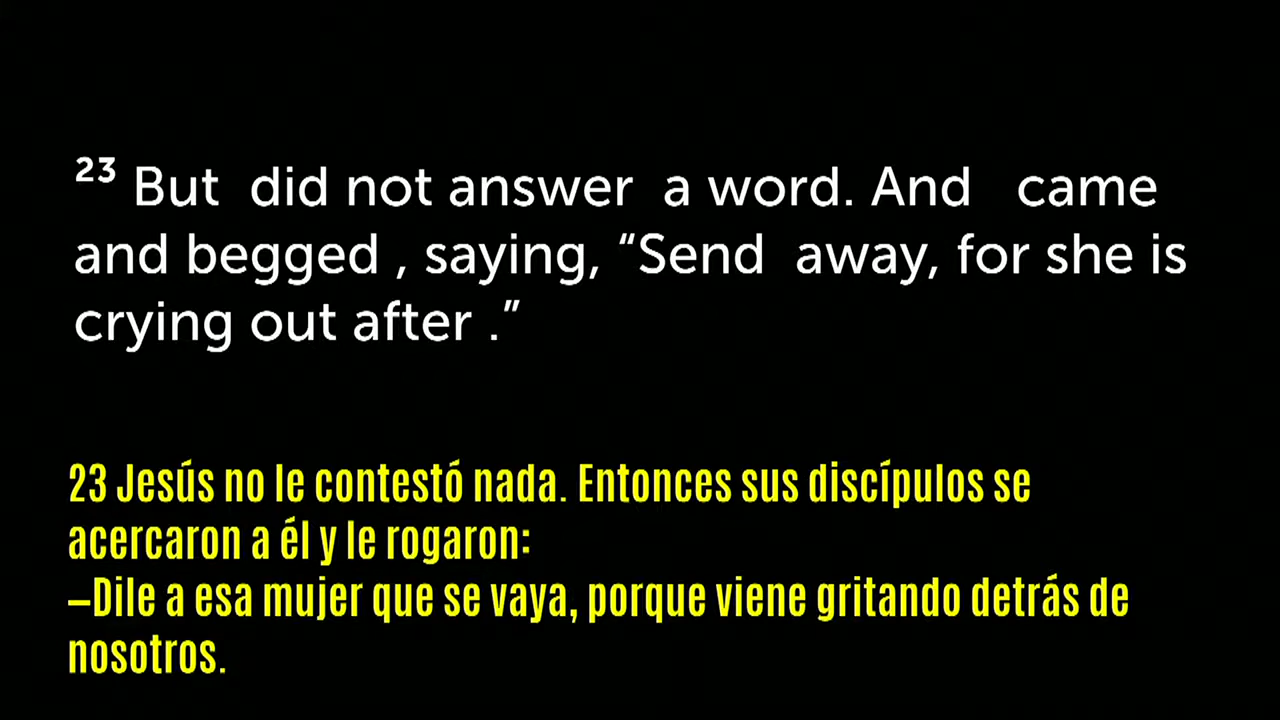 23 But did not answer a word. And came
and begged , saying, “Send away, for she is
crying out after .”
23 Jesús no le contestó nada. Entonces sus discípulos se
acercaron a él y le rogaron:
–Dile a esa mujer que se vaya, porque viene gritando detrás de
nosotros.